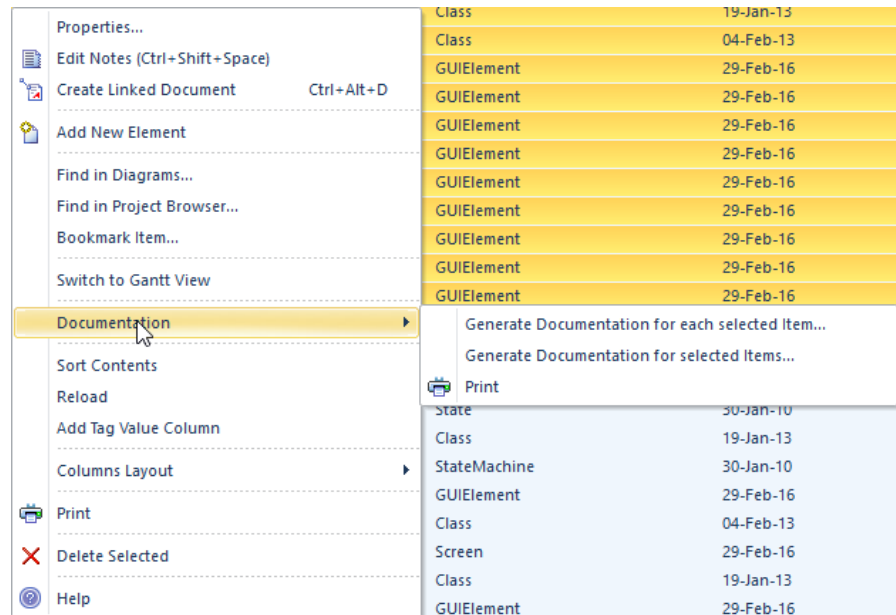 Properties...
Edit Notes (Ctrl+Shift+Space)
Create Linked Document Ctrl+Alt+D
Add New Element
Find in Diagrams...
Find in Project Browser...
Bookmark Item...
Switch to Gantt View
Documentation
Sort Contents
Reload
Add Tag Value Column
Columns Layout
Print
Delete Selected
Help
Class 19-Jan-13
Class 04-Feb-13
GUIElement 29-Feb-16
GUIElement 29-Feb-16
GUIElement 29-Feb-16
GUIElement 29-Feb-16
GUIElement 29-Feb-16
GUIElement 29-Feb-16
GUIElement 29-Feb-16
GUIElement 29-Feb-16
GUIElement 29-Feb-16
Generate Documentation for each selected Item...
Generate Documentation for selected Items...
Print
State 30-Jan-10
Class 19-Jan-13
StateMachine 30-Jan-10
GUIElement 29-Feb-16
Class 04-Feb-13
Screen 29-Feb-16
Class 19-Jan-13
GUIElement 29-Feb-16